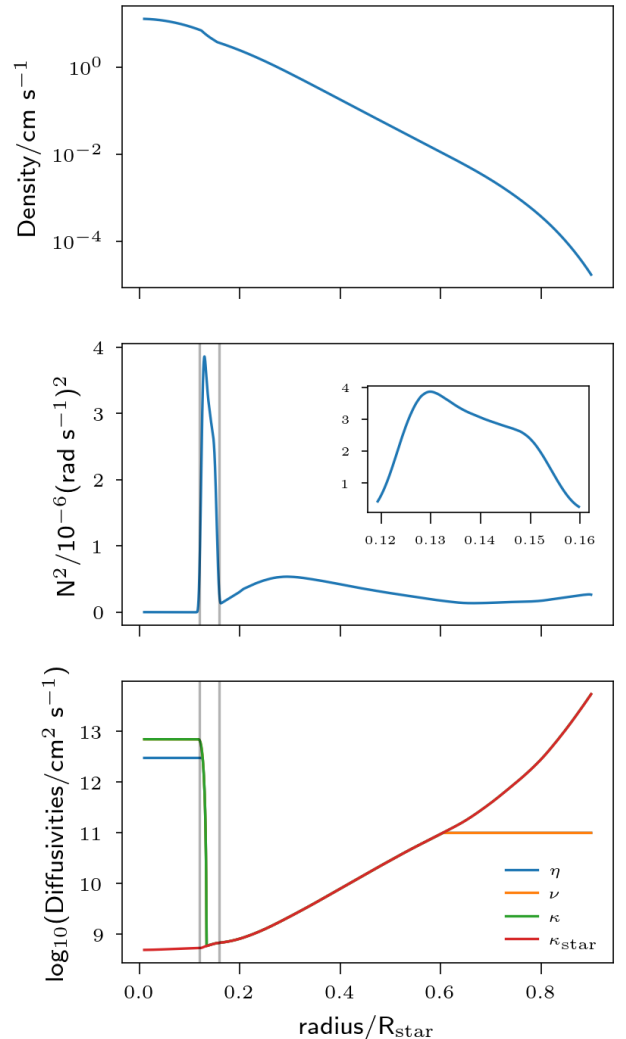 Density/cm s⁻¹
10⁰
10⁻²
10⁻⁴
N²/10⁻⁶(rad s⁻¹)²
4
3
2
1
0
4
3
2
1
0.12 0.13 0.14 0.15 0.16
log₁₀(Diffusivities/cm² s⁻¹)
13
12
11
10
9
η
ν
κ
κ_star
0.0 0.2 0.4 0.6 0.8
radius/R_star